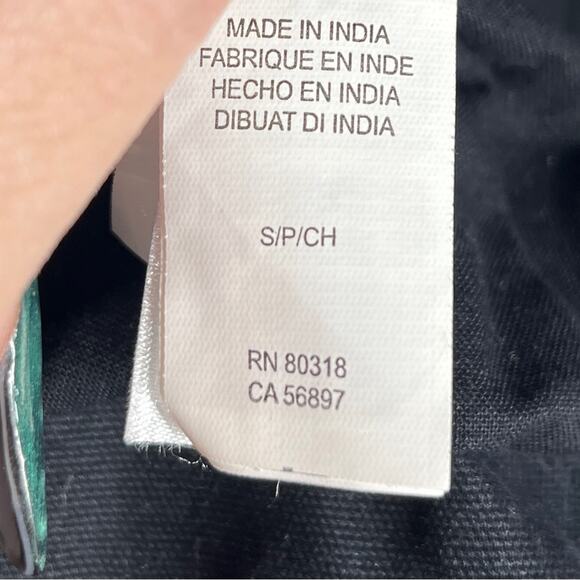 MADE IN INDIA
FABRIQUE EN INDE
HECHO EN INDIA
DIBUAT DI INDIA
S/P/CH
RN 80318
CA 56897